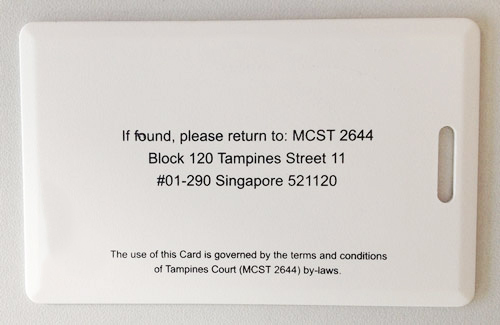 If found, please return to: MCST 2644
Block 120 Tampines Street 11
#01-290 Singapore 521120
The use of this Card is governed by the terms and conditions
of Tampines Court (MCST 2644) by-laws.